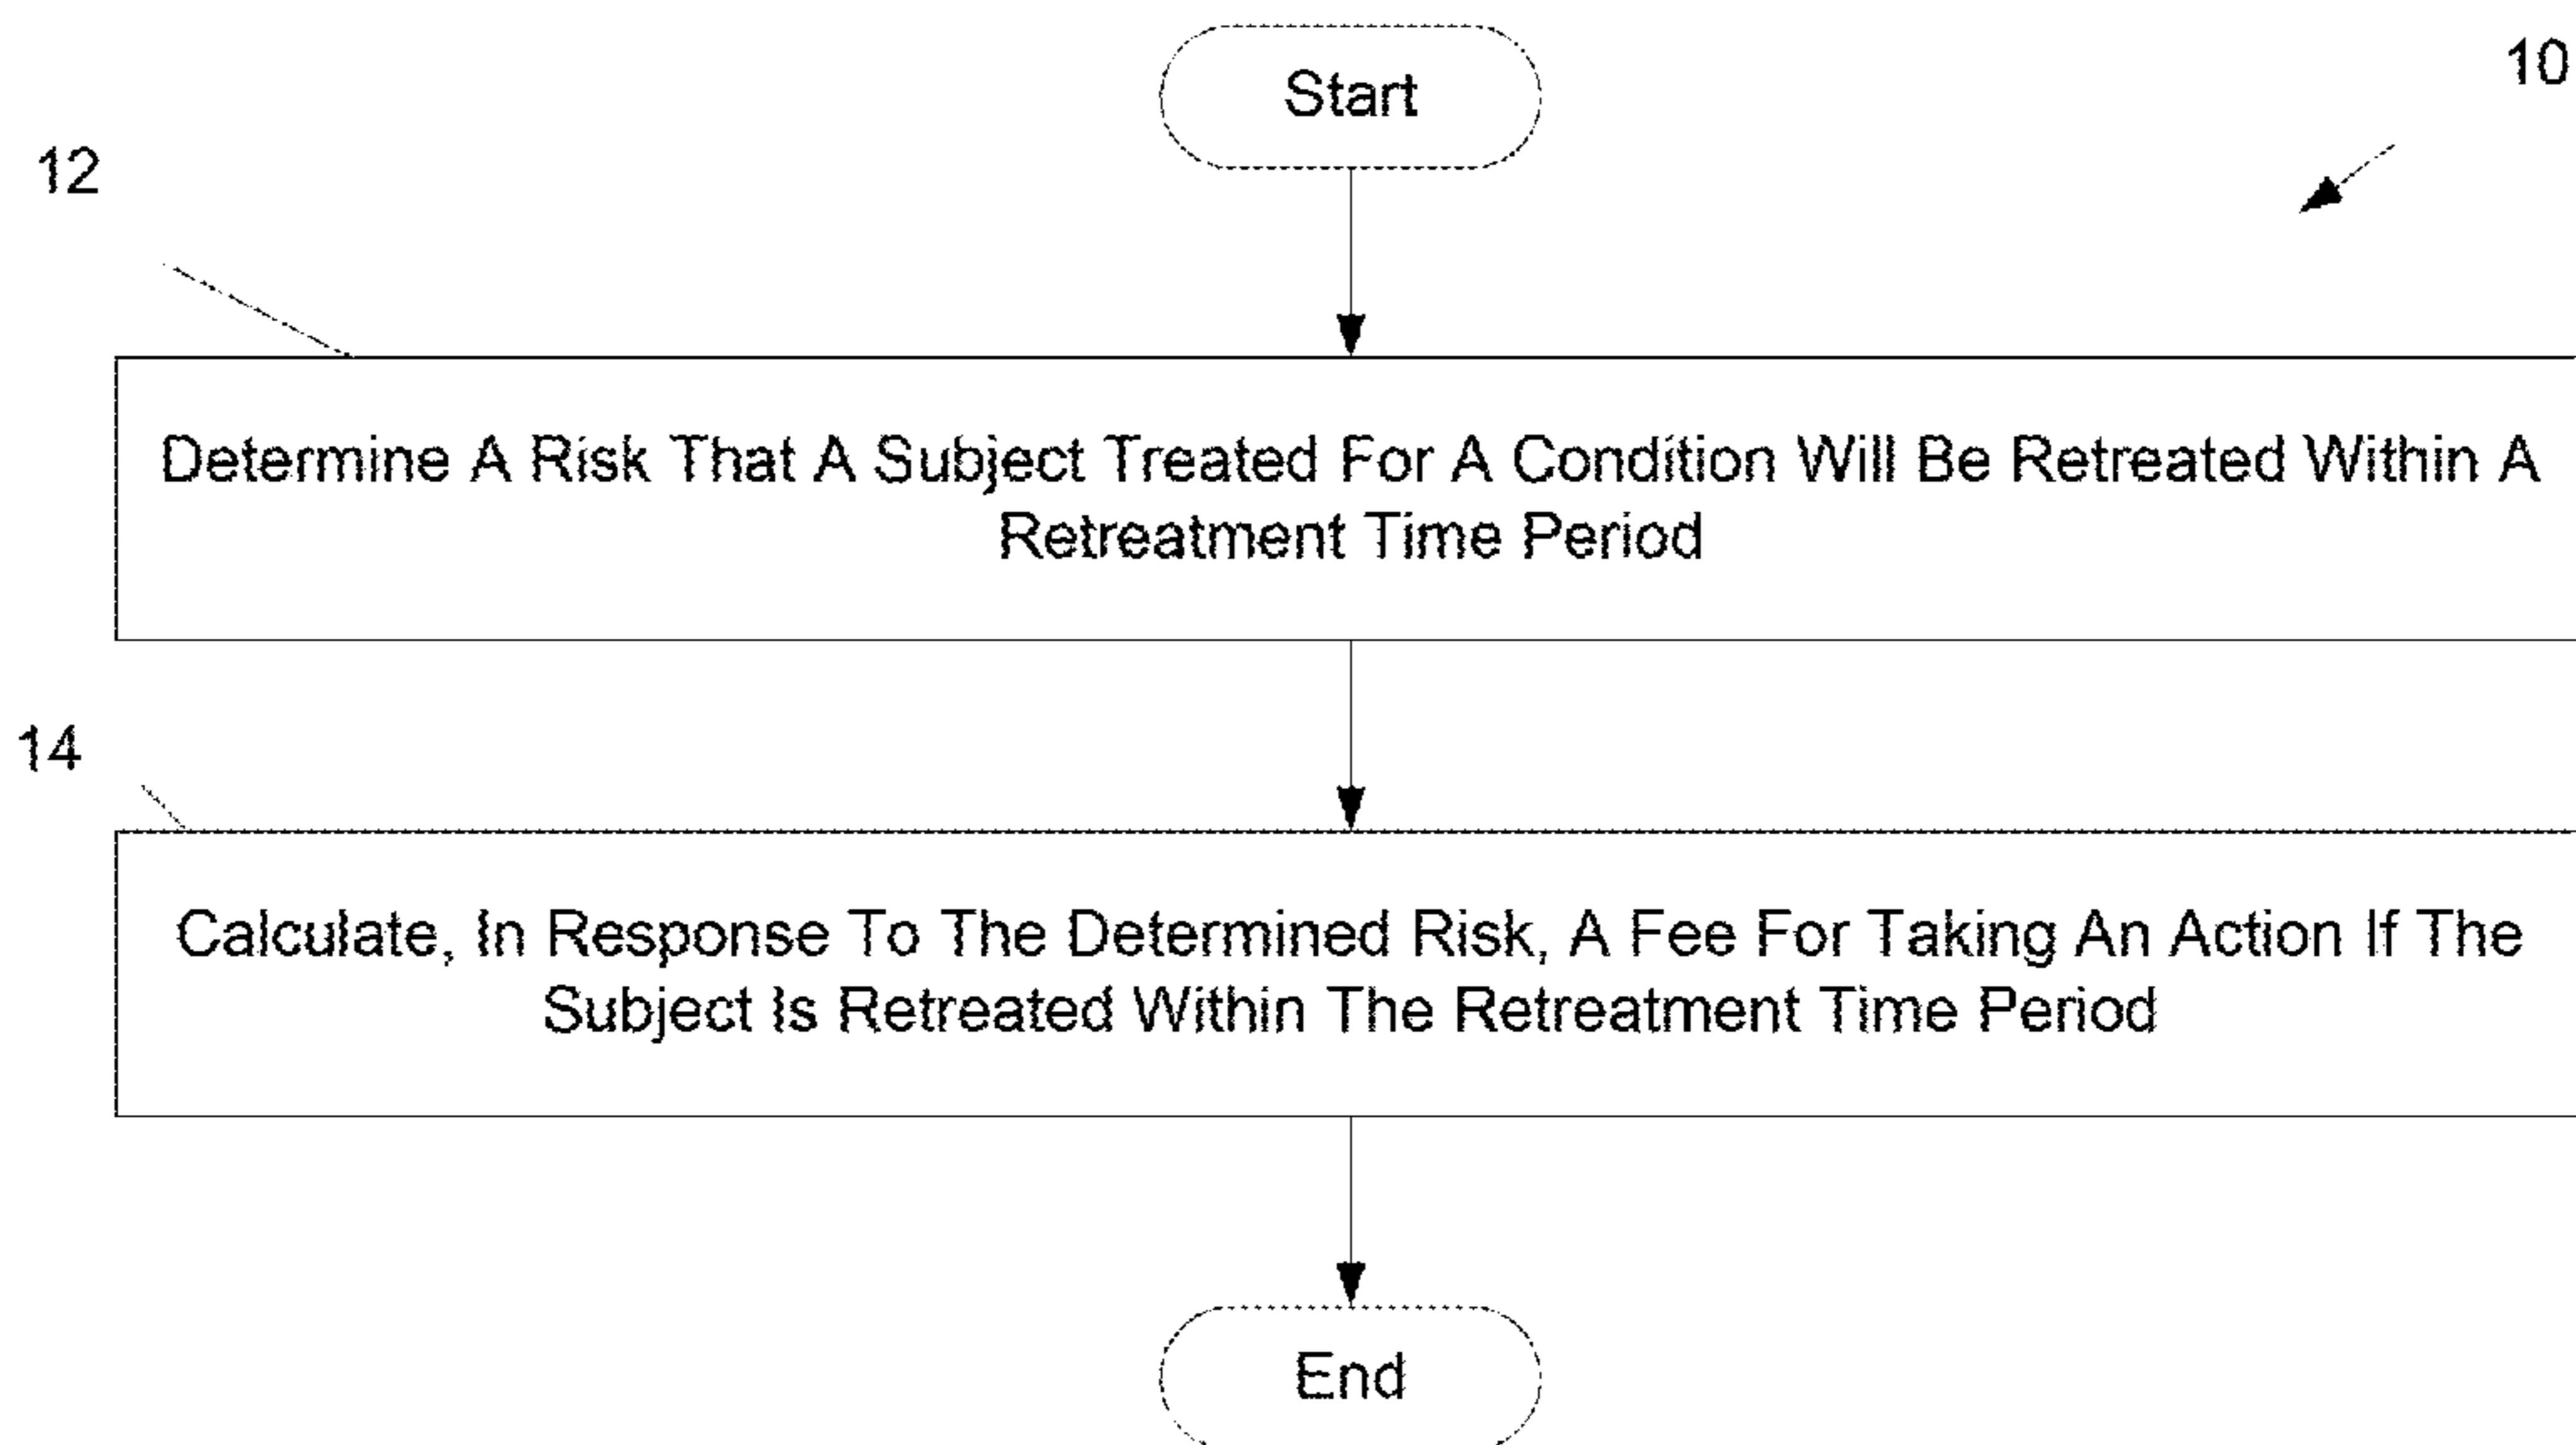 Start
10
12
Determine A Risk That A Subject Treated For A Condition Will Be Retreated Within A
Retreatment Time Period
14
Calculate, In Response To The Determined Risk, A Fee For Taking An Action If The
Subject Is Retreated Within The Retreatment Time Period
End